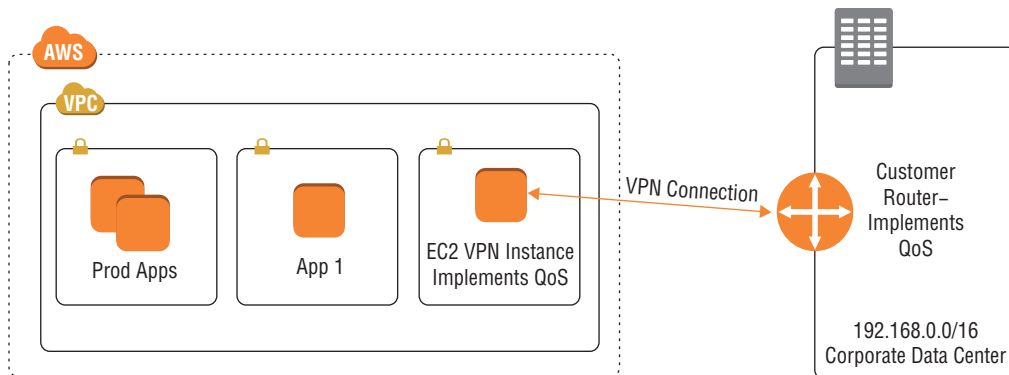 AWS
VPC
Prod Apps
App 1
EC2 VPN Instance
Implements QoS
VPN Connection
Customer
Router–
Implements
QoS
192.168.0.0/16
Corporate Data Center